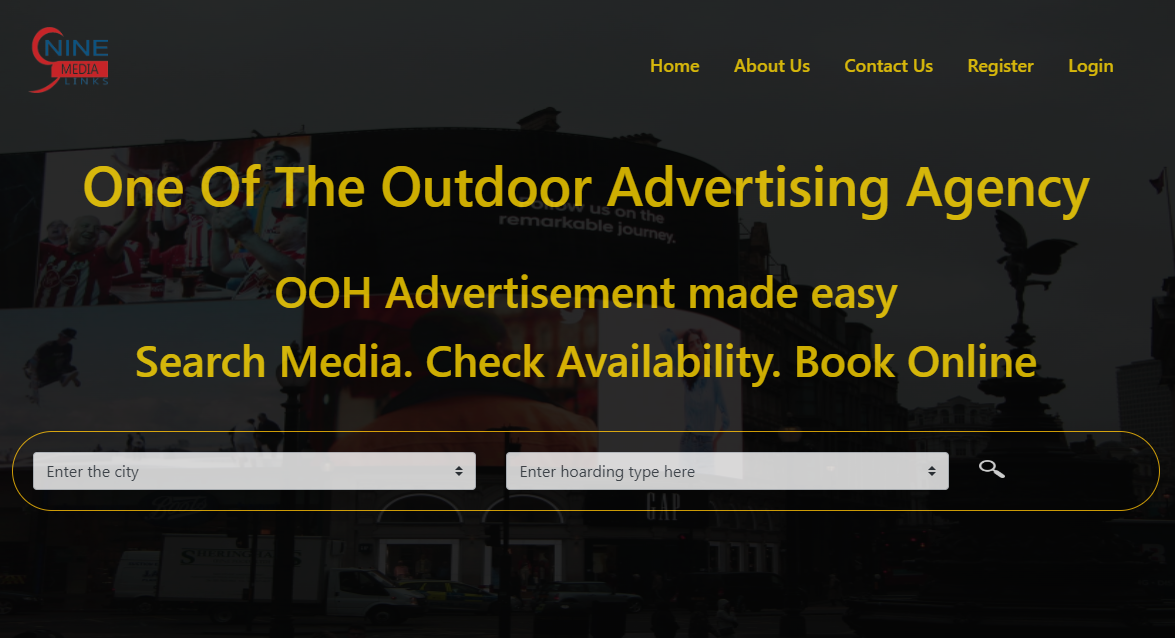 NINE
MEDIA
LINKS
Home
About Us
Contact Us
Register
Login
One Of The Outdoor Advertising Agency
Follow us on the
remarkable journey.
OOH Advertisement made easy
Search Media. Check Availability. Book Online
Enter the city
Enter hoarding type here
GAP